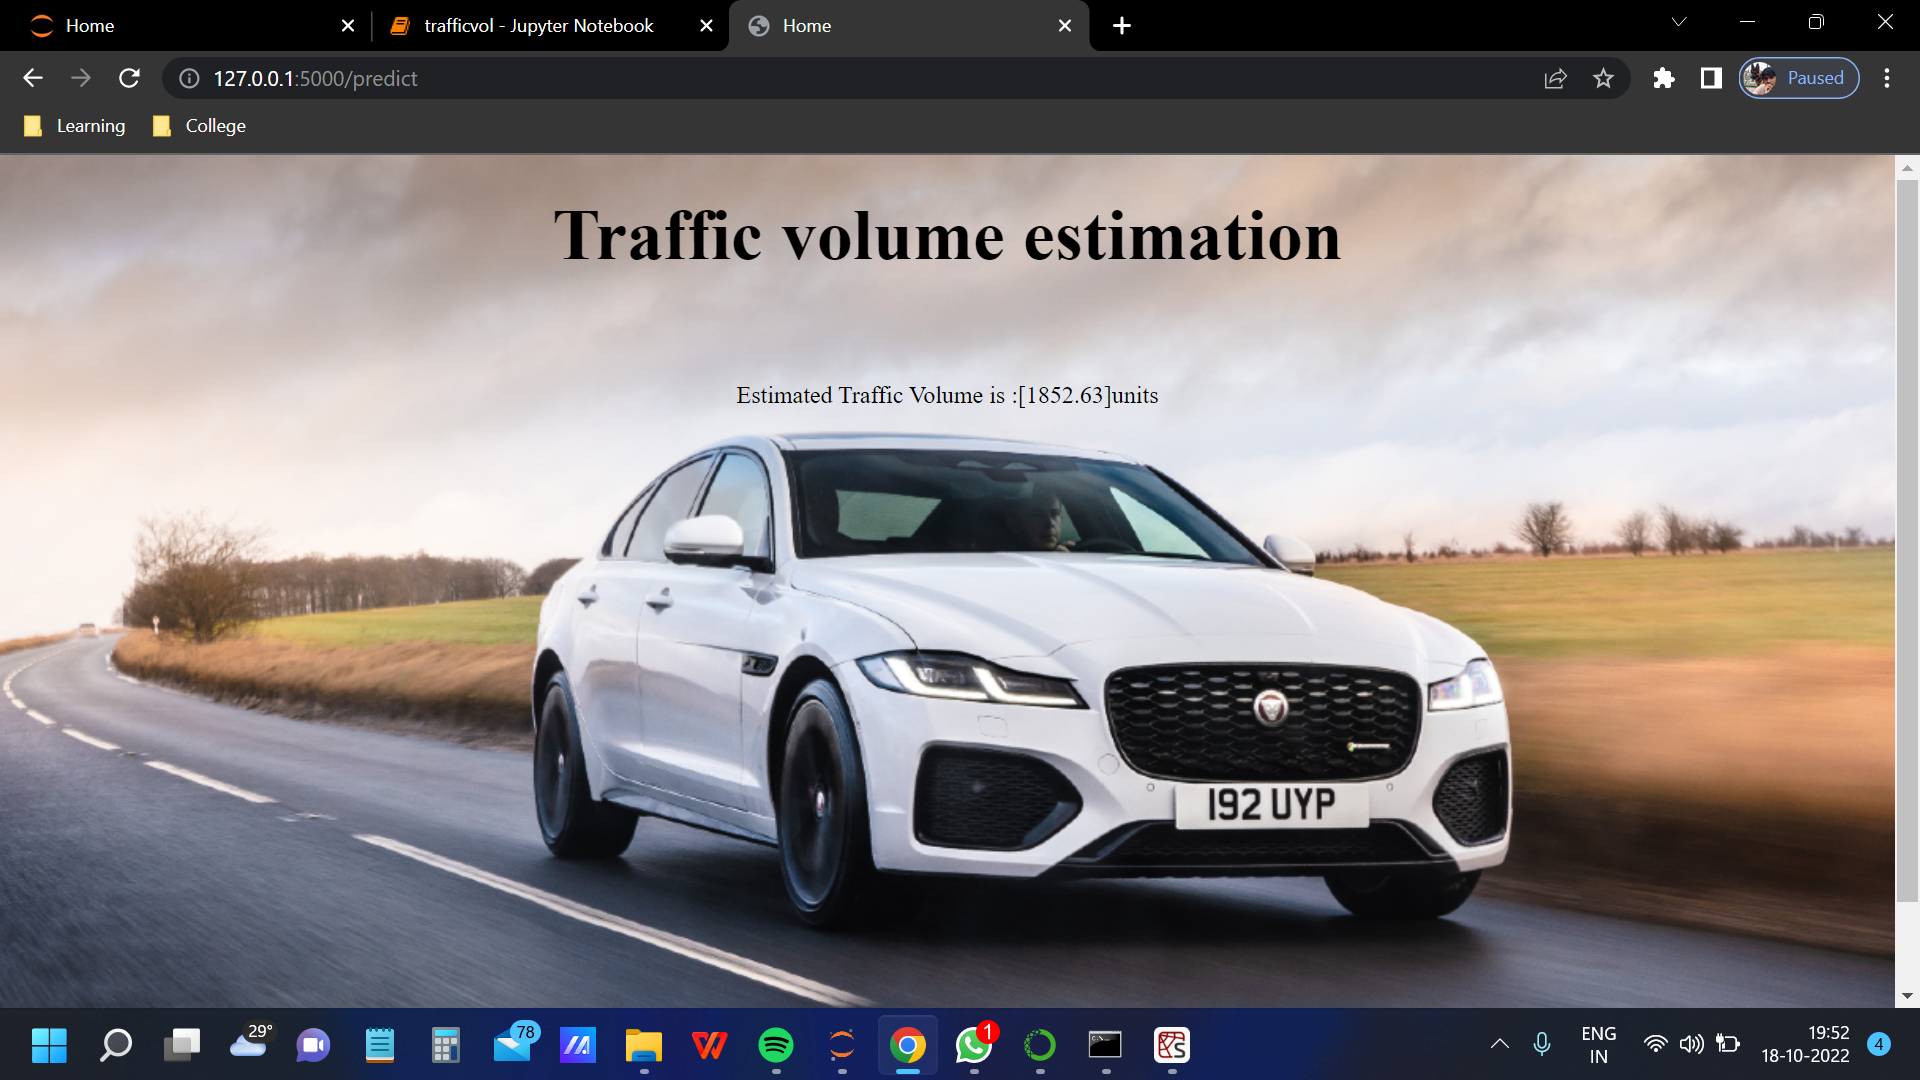 Home
trafficvol - Jupyter Notebook
Home
127.0.0.1:5000/predict
Paused
Learning
College
Traffic volume estimation
Estimated Traffic Volume is :[1852.63]units
192 UYP
29°
78
1
ENG
IN
19:52
18-10-2022
4